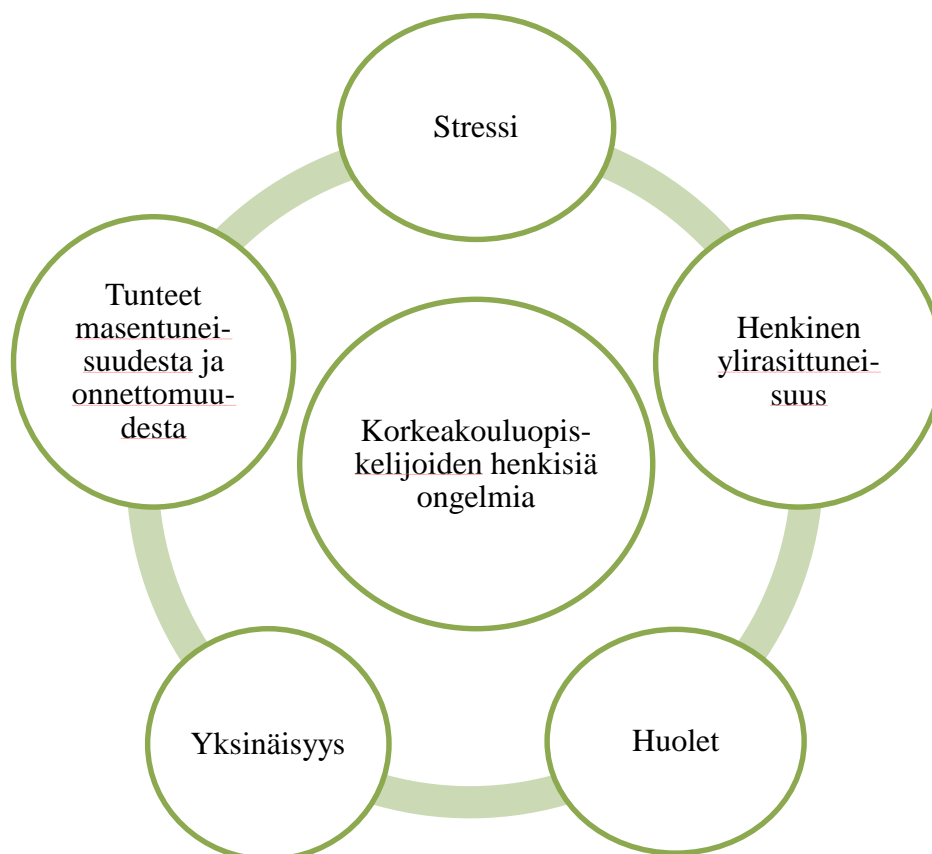 Stressi
Tunteet
masentunei-
suudesta ja
onnettomuu-
desta
Henkinen
ylirasittunei-
suus
Korkeakouluopis-
kelijoiden henkisiä
ongelmia
Yksinäisyys
Huolet